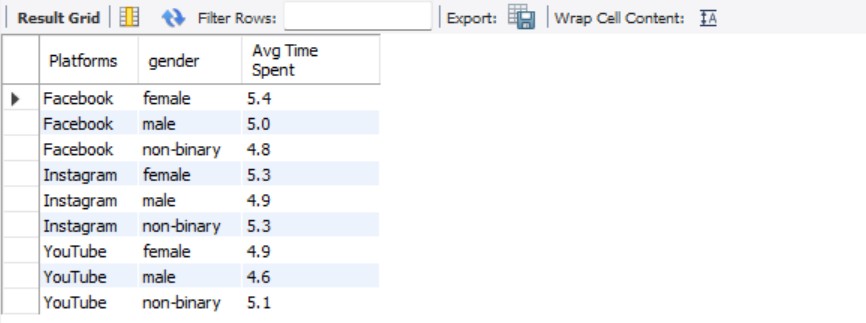 Result Grid Filter Rows: Export: Wrap Cell Content:
Platforms gender Avg Time Spent
Facebook female 5.4
Facebook male 5.0
Facebook non-binary 4.8
Instagram female 5.3
Instagram male 4.9
Instagram non-binary 5.3
YouTube female 4.9
YouTube male 4.6
YouTube non-binary 5.1